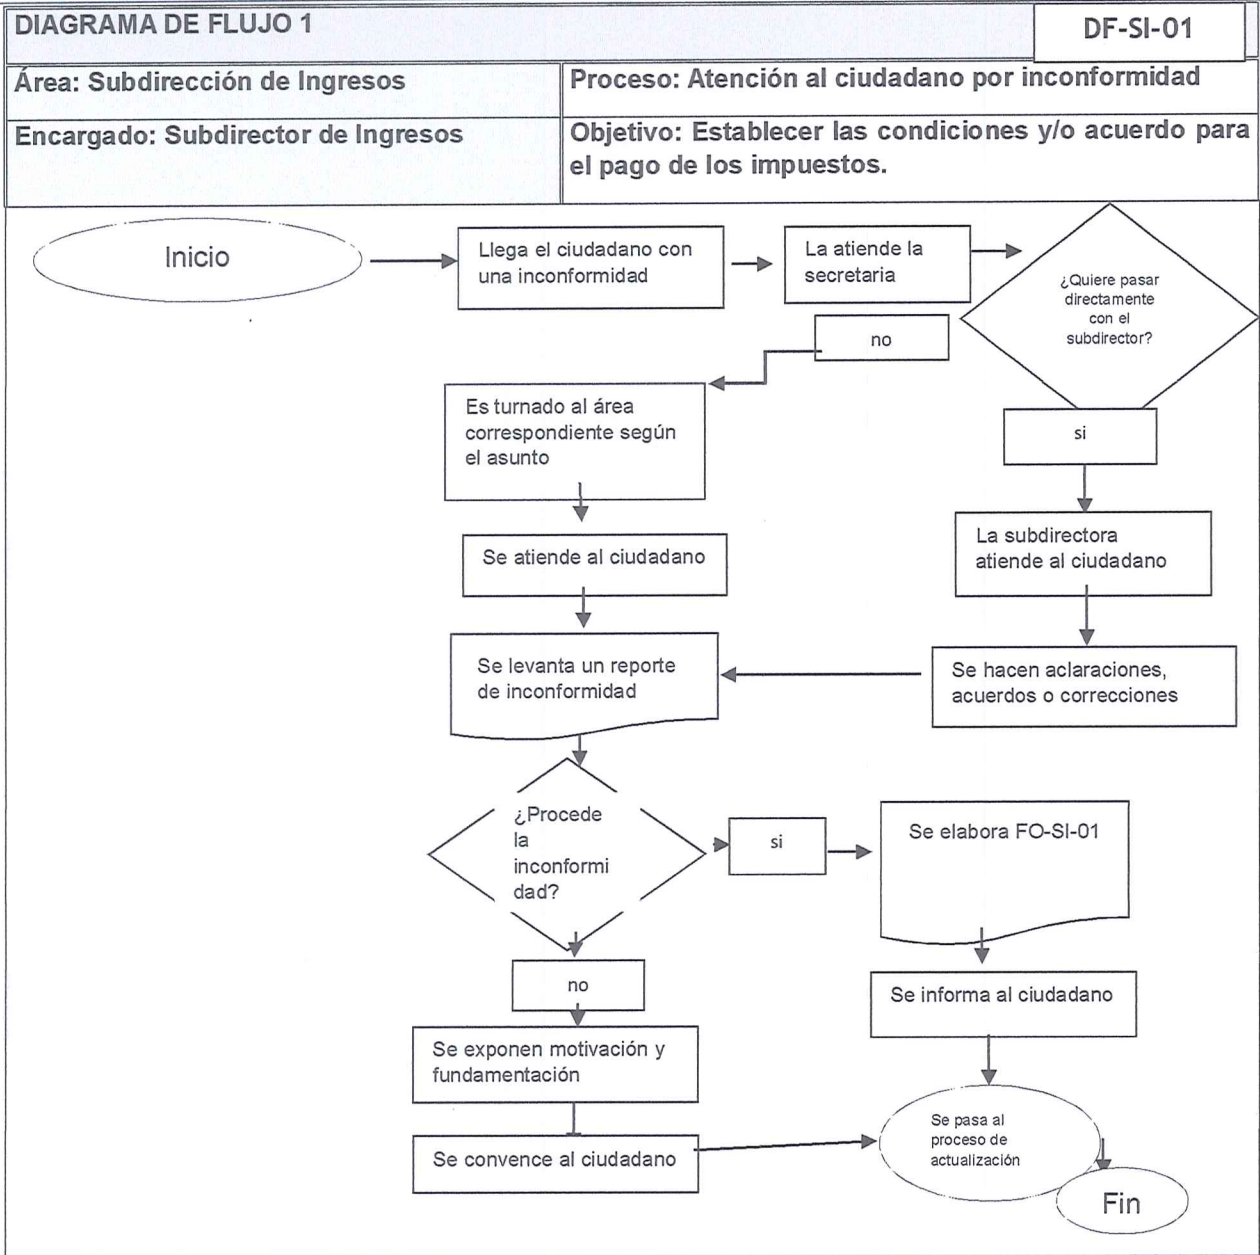 DIAGRAMA DE FLUJO 1
DF-SI-01
Área: Subdirección de Ingresos
Proceso: Atención al ciudadano por inconformidad
Encargado: Subdirector de Ingresos
Objetivo: Establecer las condiciones y/o acuerdo para
el pago de los impuestos.
Inicio
Llega el ciudadano con
una inconformidad
La atiende la
secretaria
¿Quiere pasar
directamente
con el
subdirector?
no
si
Es turnado al área
correspondiente según
el asunto
La subdirectora
atiende al ciudadano
Se atiende al ciudadano
Se hacen aclaraciones,
acuerdos o correcciones
Se levanta un reporte
de inconformidad
¿Procede
la
inconformi
dad?
si
Se elabora FO-SI-01
no
Se informa al ciudadano
Se exponen motivación y
fundamentación
Se convence al ciudadano
Se pasa al
proceso de
actualización
Fin